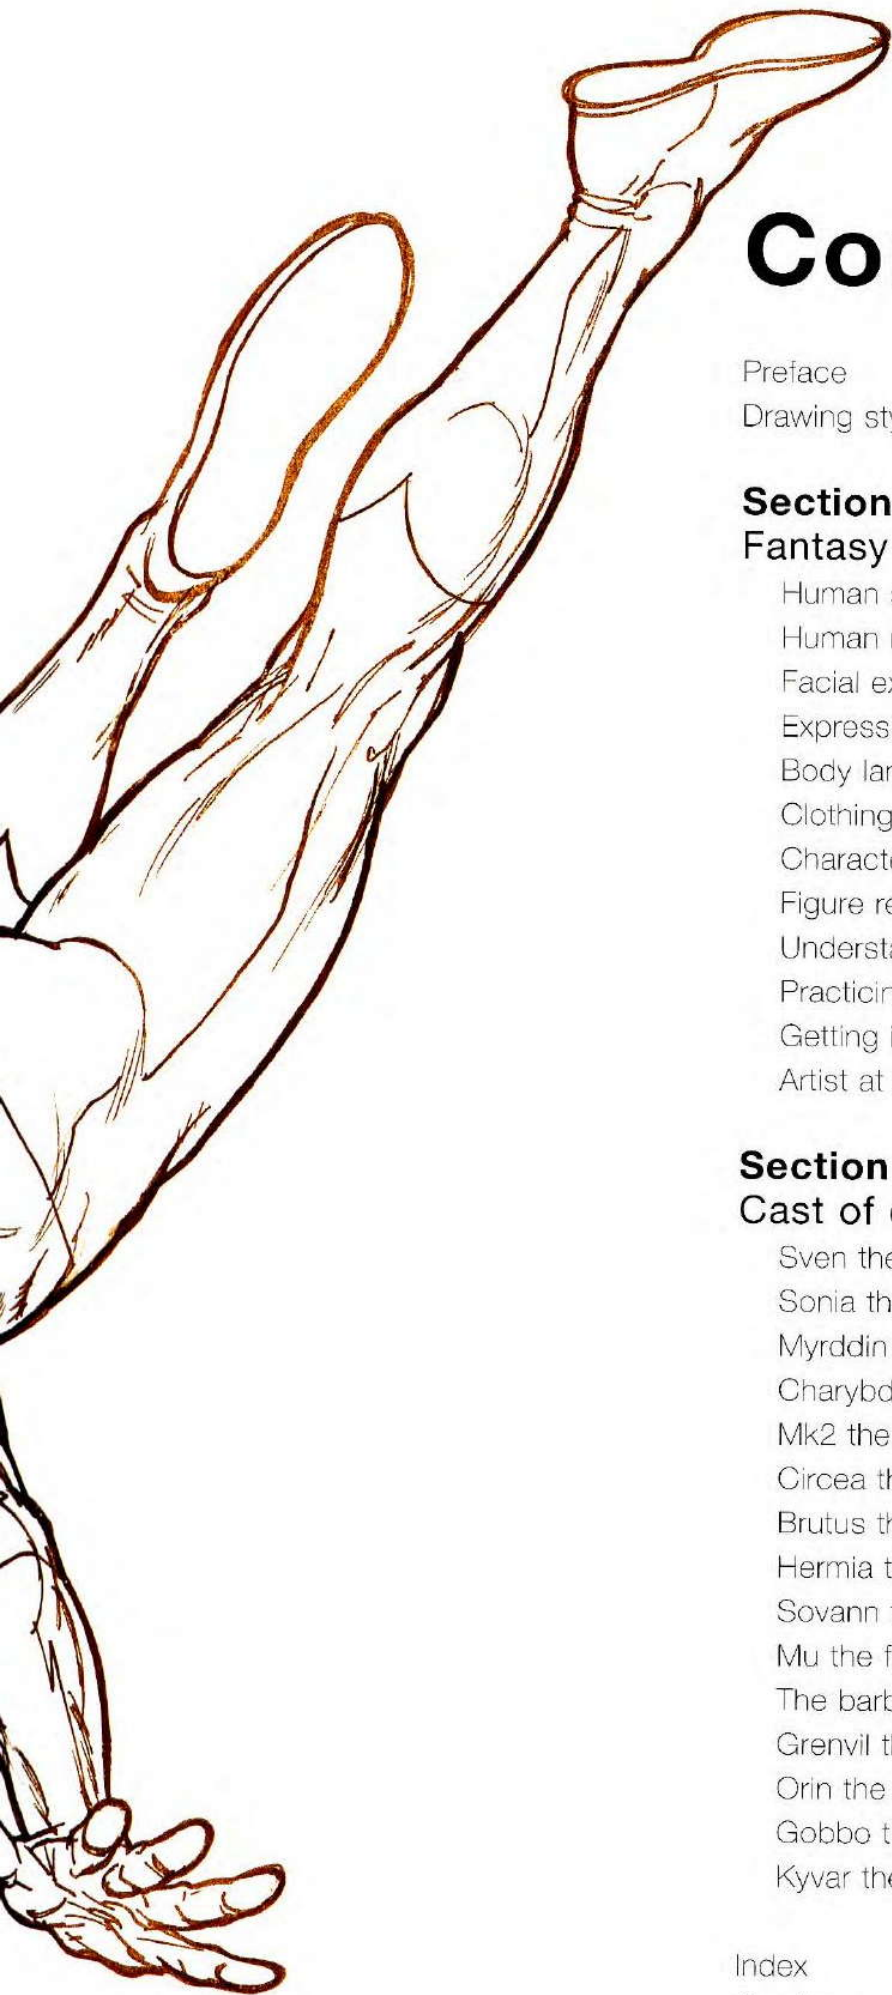 Co
Preface
Drawing sty
Section
Fantasy
Human
Human
Facial ex
Express
Body lan
Clothing
Characte
Figure re
Understa
Practicin
Getting i
Artist at
Section
Cast of
Sven the
Sonia th
Myrddin
Charybd
Mk2 the
Circea th
Brutus th
Hermia t
Sovann
Mu the f
The barb
Grenvil th
Orin the
Gobbo t
Kyvar the
Index